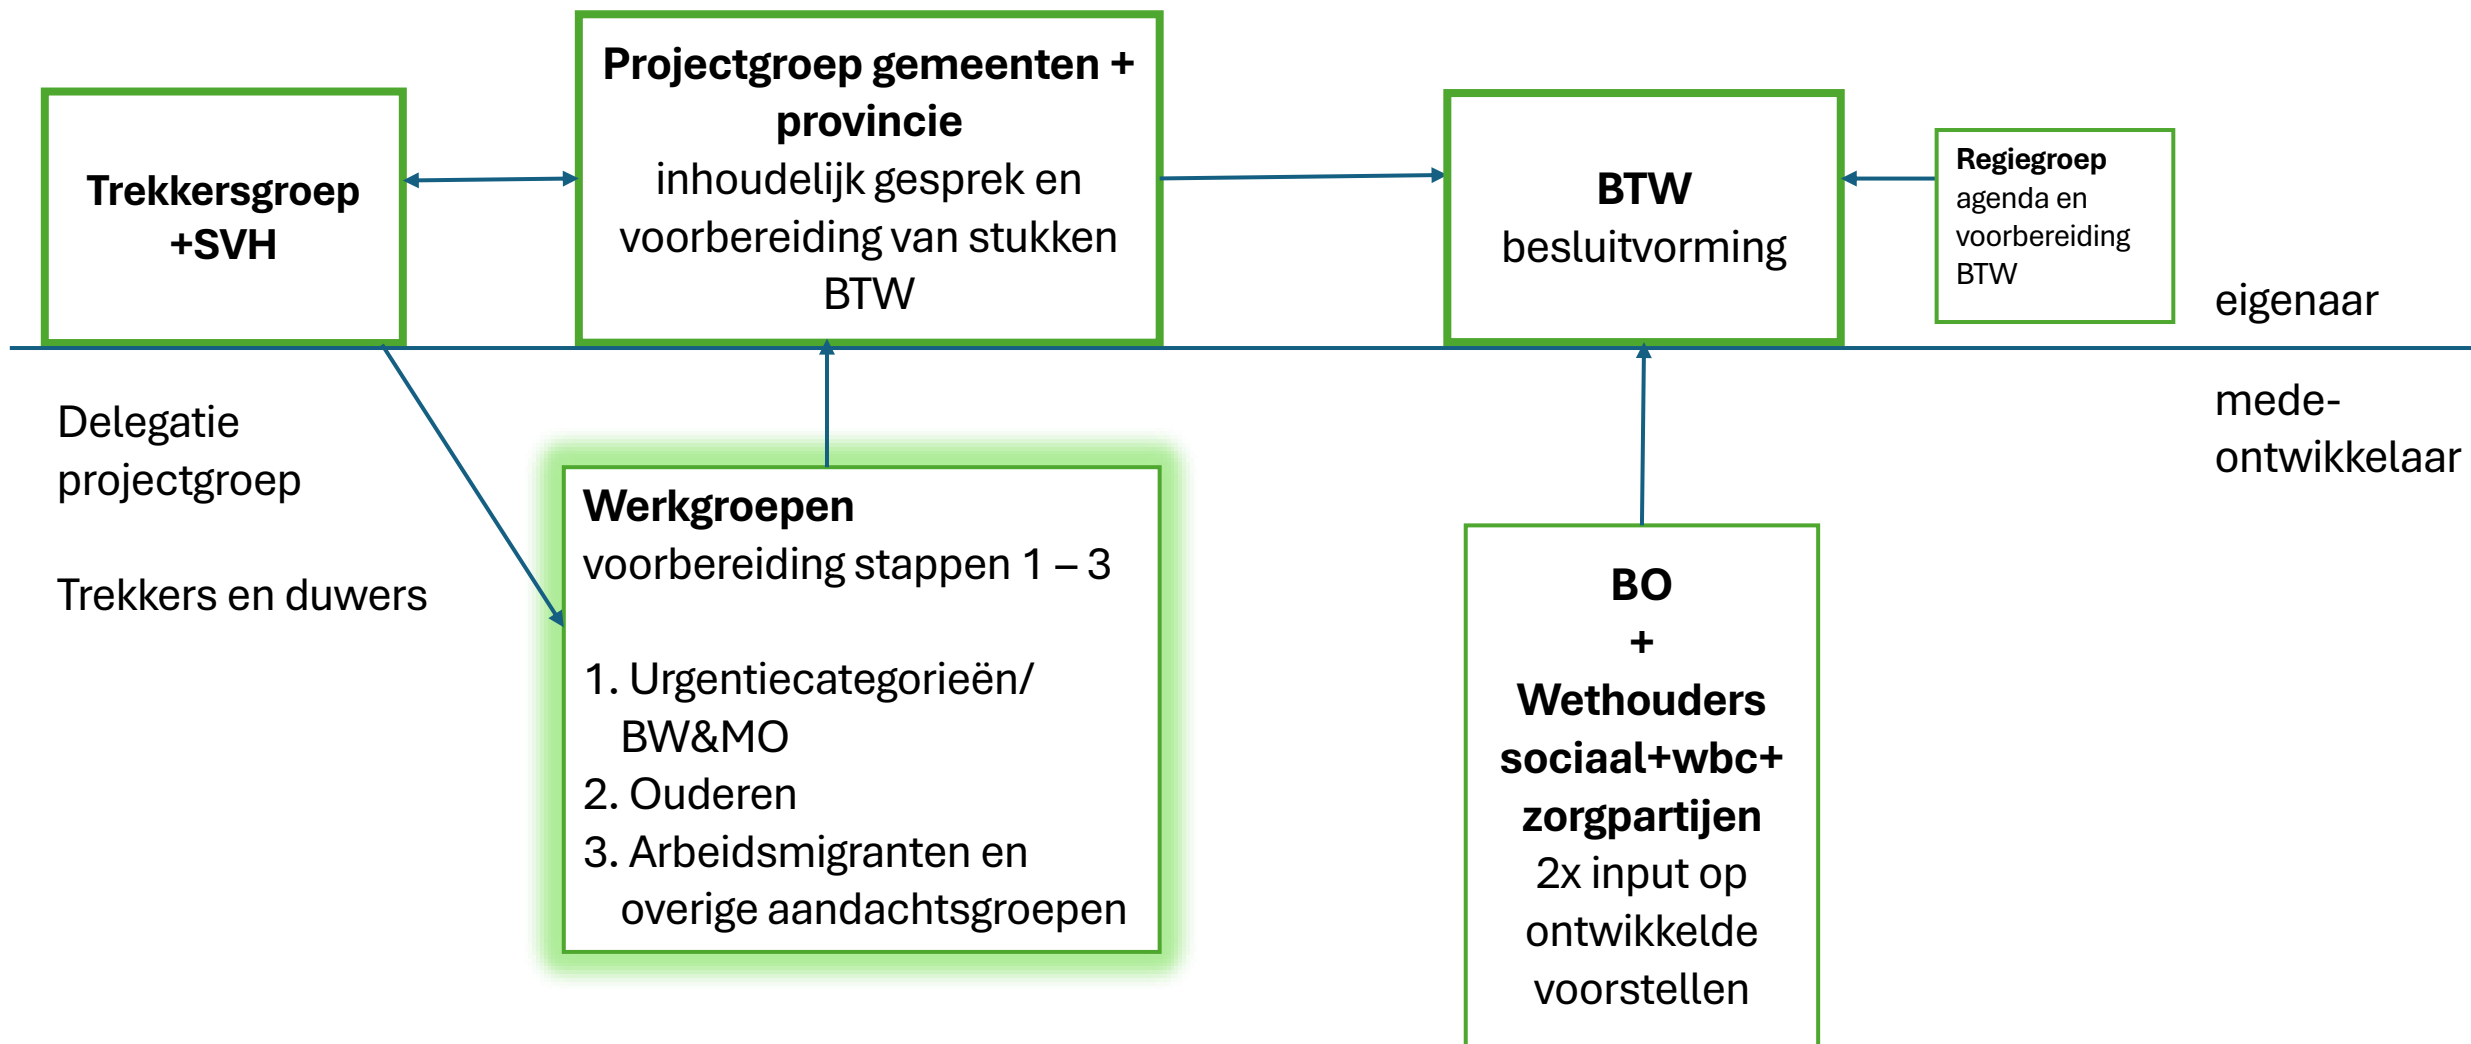 Trekkersgroep
+SVH
Projectgroep gemeenten +
provincie
inhoudelijk gesprek en
voorbereiding van stukken
BTW
BTW
besluitvorming
Regiegroep
agenda en
voorbereiding
BTW
eigenaar
mede-
ontwikkelaar
Delegatie
projectgroep
Trekkers en duwers
Werkgroepen
voorbereiding stappen 1 – 3
1. Urgentiecategorieën/
BW&MO
2. Ouderen
3. Arbeidsmigranten en
overige aandachtsgroepen
BO
+
Wethouders
sociaal+wbc+
zorgpartijen
2x input op
ontwikkelde
voorstellen